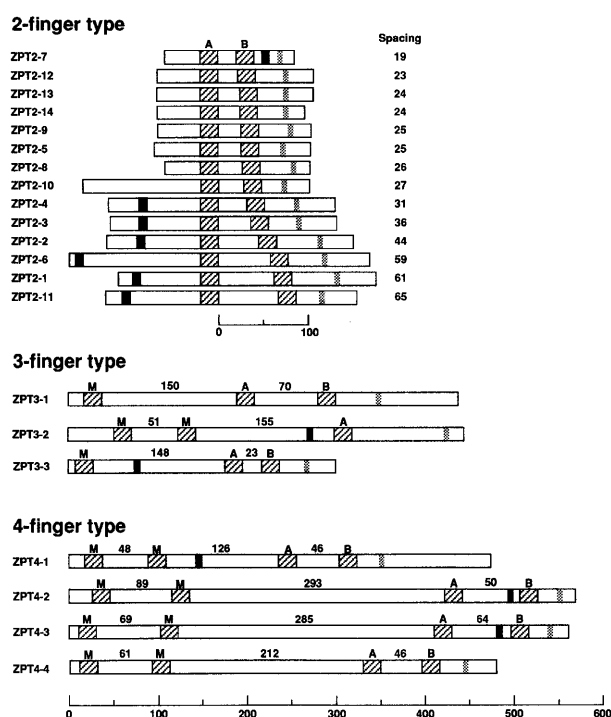 2-finger type
A B Spacing
ZPT2-7 19
ZPT2-12 23
ZPT2-13 24
ZPT2-14 24
ZPT2-9 25
ZPT2-5 25
ZPT2-8 26
ZPT2-10 27
ZPT2-4 31
ZPT2-3 36
ZPT2-2 44
ZPT2-6 59
ZPT2-1 61
ZPT2-11 65
0 100
3-finger type
M 150 A 70 B
ZPT3-1
M 51 M 155 A
ZPT3-2
M 148 A 23 B
ZPT3-3
4-finger type
M 48 M 126 A 46 B
ZPT4-1
M 89 M 293 A 50 B
ZPT4-2
M 69 M 285 A 64 B
ZPT4-3
M 61 M 212 A 46 B
ZPT4-4
0 100 200 300 400 500 600